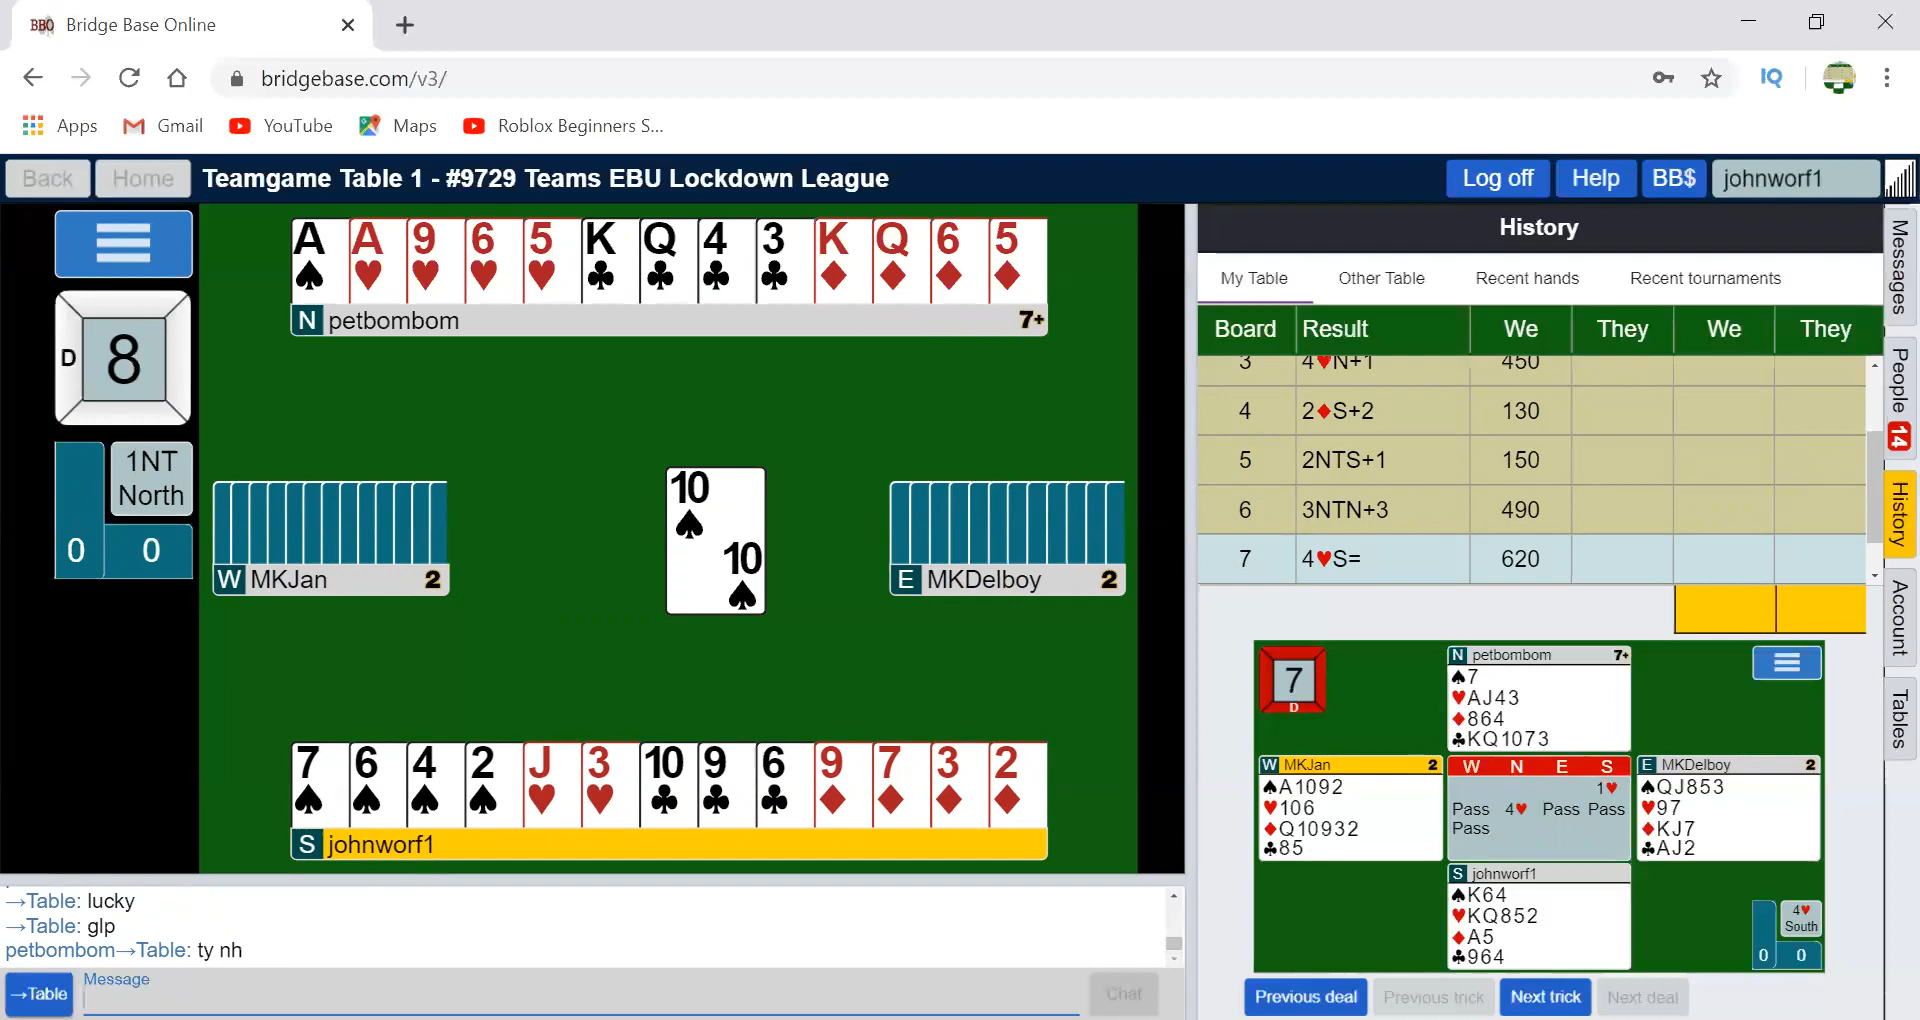 BBO Bridge Base Online
bridgebase.com/v3/
IQ
Apps Gmail YouTube Maps Roblox Beginners S...
Back Home Teamgame Table 1 - #9729 Teams EBU Lockdown League Log off Help BB$ johnworf1
D 8
1NT
North
0 0
A♠ A♥ 9♥ 6♥ 5♥ K♣ Q♣ 4♣ 3♣ K♦ Q♦ 6♦ 5♦
N petbombom 7+
10♠
10♠
W MKJan 2
E MKDelboy 2
7♠ 6♠ 4♠ 2♠ J♥ 3♥ 10♣ 9♣ 6♣ 9♦ 7♦ 3♦ 2♦
S johnworf1
→Table: lucky
→Table: glp
petbombom→Table: ty nh
→Table Message Chat
History
My Table Other Table Recent hands Recent tournaments
Board Result We They We They
3 4♥N+1 450
4 2♦S+2 130
5 2NTS+1 150
6 3NTN+3 490
7 4♥S= 620
7
D
N petbombom 7+
♠7
♥AJ43
♦864
♣KQ1073
W MKJan 2
♠A1092
♥106
♦Q10932
♣85
W N E S
1♥
Pass 4♥ Pass Pass
Pass
E MKDelboy 2
♠QJ853
♥97
♦KJ7
♣AJ2
S johnworf1
♠K64
♥KQ852
♦A5
♣964
4♥
South
0 0
Previous deal Previous trick Next trick Next deal
Messages
People 14
History
Account
Tables